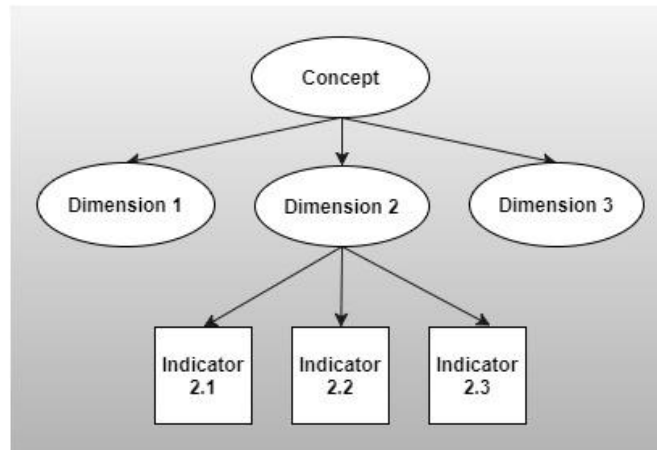 Concept
Dimension 1
Dimension 2
Dimension 3
Indicator
2.1
Indicator
2.2
Indicator
2.3